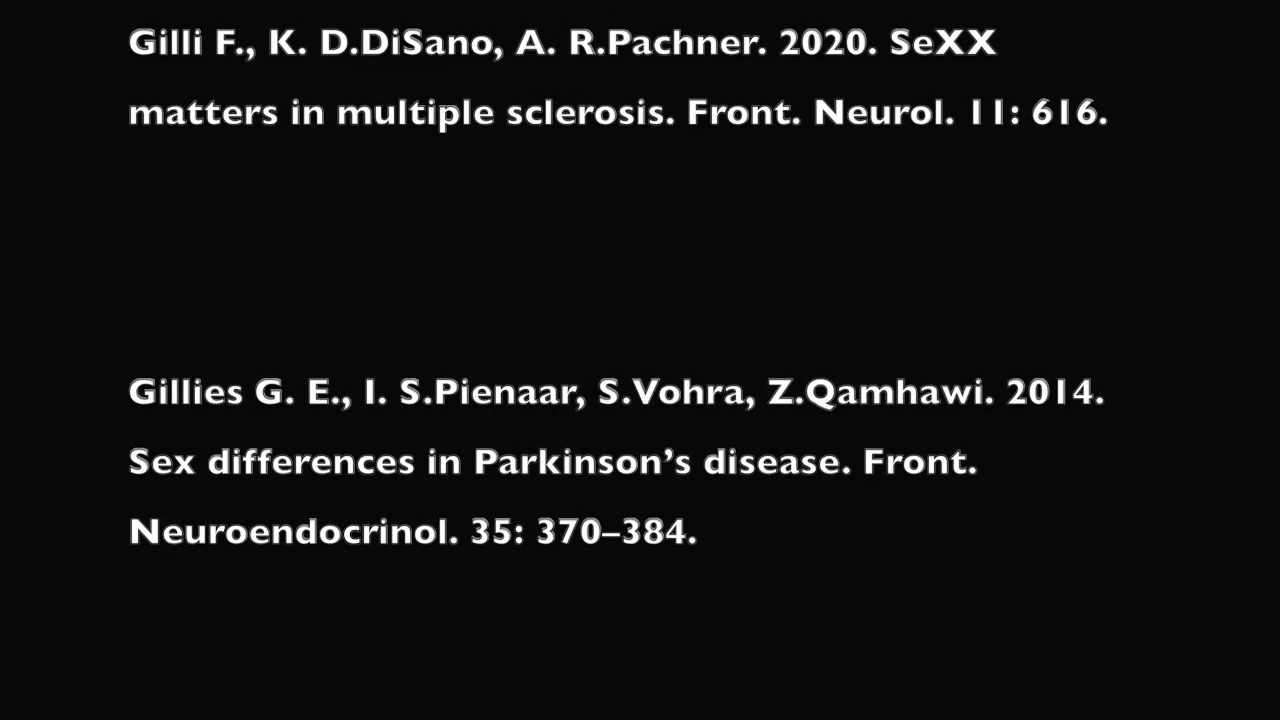 Gilli F., K. D.DiSano, A. R.Pachner. 2020. SeXX
matters in multiple sclerosis. Front. Neurol. 11: 616.
Gillies G. E., I. S.Pienaar, S.Vohra, Z.Qamhawi. 2014.
Sex differences in Parkinson’s disease. Front.
Neuroendocrinol. 35: 370–384.